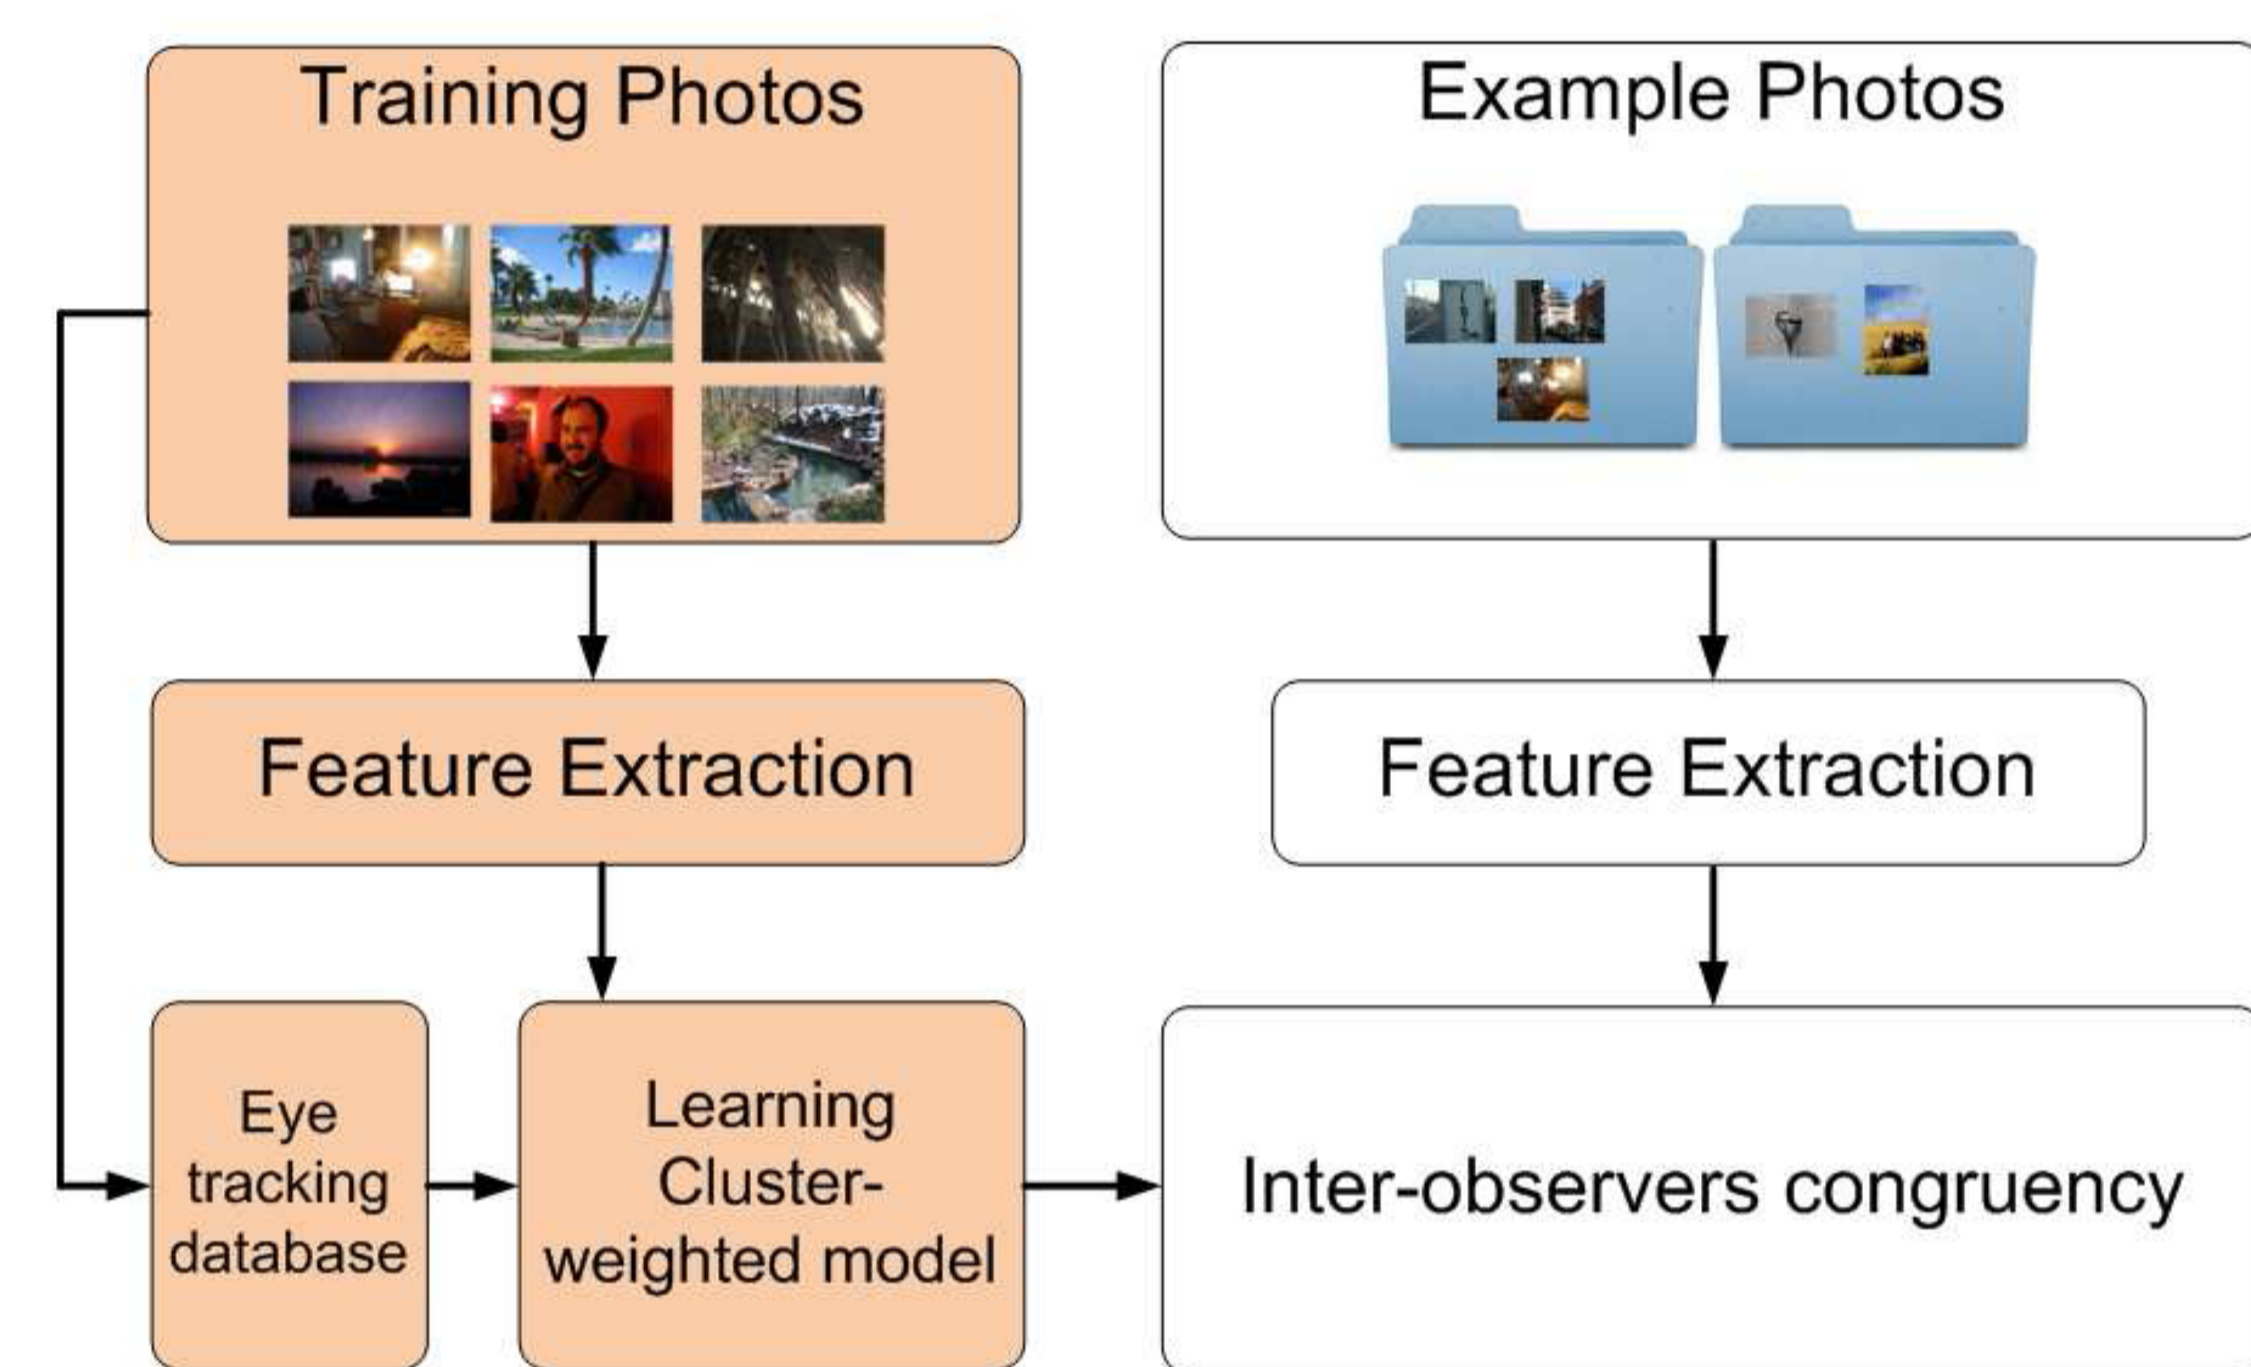 Training Photos
Example Photos
Feature Extraction
Feature Extraction
Eye
tracking
database
Learning
Cluster-
weighted model
Inter-observers congruency